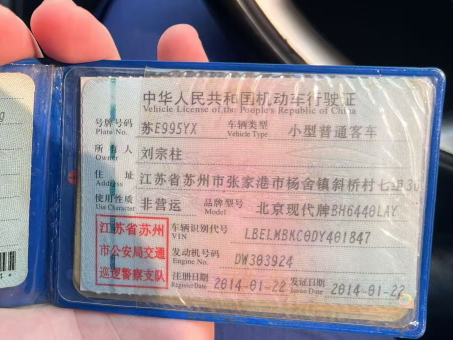 中华人民共和国机动车行驶证
Vehicle License of the People's Republic of China
号牌号码 苏E995YX 车辆类型 小型普通客车
Plate No. Vehicle Type
所有人 刘宗柱
Owner
住址 江苏省苏州市张家港市杨舍镇斜桥村七屯30
Address
使用性质 非营运 品牌型号 北京现代牌BH6440LAY
Use Character Model
江苏省苏州 车辆识别代号 LBELMBKC0DY401847
VIN
市公安局交通 发动机号码 DW303924
Engine No.
巡逻警察支队 注册日期 2014-01-22 发证日期 2014-01-22
Register Date Issue Date